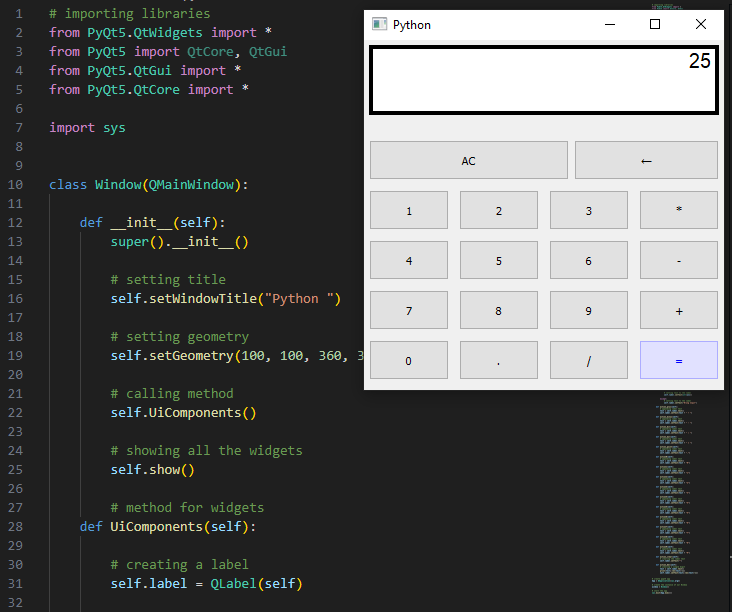 1 # importing libraries
2 from PyQt5.QtWidgets import *
3 from PyQt5 import QtCore, QtGui
4 from PyQt5.QtGui import *
5 from PyQt5.QtCore import *
6
7 import sys
8
9
10 class Window(QMainWindow):
11
12 def __init__(self):
13 super().__init__()
14
15 # setting title
16 self.setWindowTitle("Python ")
17
18 # setting geometry
19 self.setGeometry(100, 100, 360, 3
20
21 # calling method
22 self.UiComponents()
23
24 # showing all the widgets
25 self.show()
26
27 # method for widgets
28 def UiComponents(self):
29
30 # creating a label
31 self.label = QLabel(self)
32
Python
25
AC ←
1 2 3 *
4 5 6 -
7 8 9 +
0 . / =